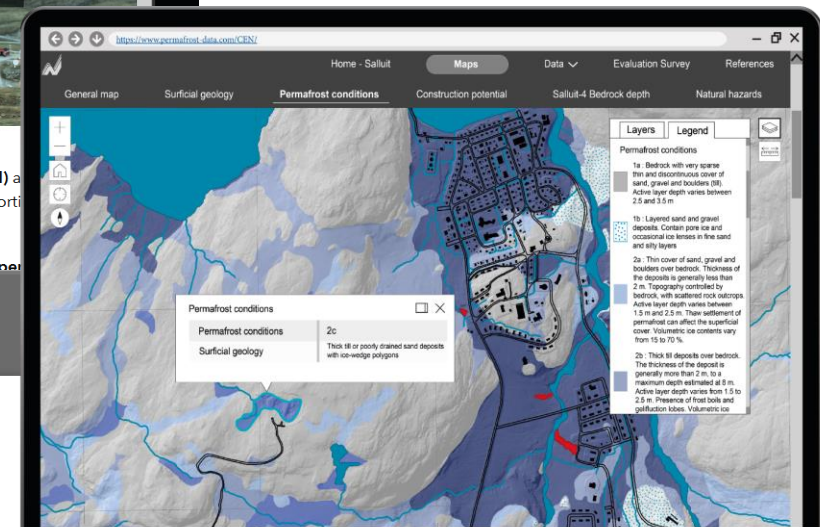 https://www.permafrost-data.com/CEN/
Home - Salluit
Maps
Data
Evaluation Survey
References
General map
Surficial geology
Permafrost conditions
Construction potential
Salluit-4 Bedrock depth
Natural hazards
Layers
Legend
Permafrost conditions
1a : Bedrock with very sparse
thin and discontinuous cover of
sand, gravel and boulders (till).
Active layer depth varies between
2.5 and 3.5 m
1b : Layered sand and gravel
deposits. Contain pore ice and
occasional ice lenses in fine sand
and silty layers
2a : Thin cover of sand, gravel and
boulders over bedrock. Thickness of
the deposits is generally less than
2 m. Topography controlled by
bedrock, with scattered rock outcrops.
Active layer depth varies between
1.5 m and 2.5 m. Thaw settlement of
permafrost can affect the superficial
cover. Volumetric ice contents vary
from 15 to 70 %.
2b : Thick till deposits over bedrock.
The thickness of the deposit is
generally more than 2 m, to a
maximum depth estimated at 8 m.
Active layer depth varies from 1.5 to
2.5 m. Presence of frost boils and
gelifluction lobes. Volumetric ice
Permafrost conditions
Permafrost conditions
2c
Surficial geology
Thick till or poorly drained sand deposits
with ice-wedge polygons